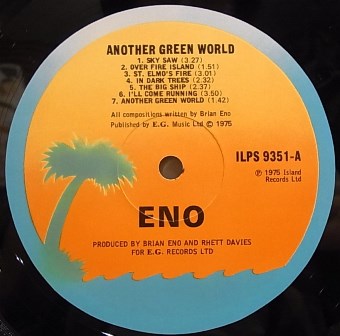 ANOTHER GREEN WORLD
1. SKY SAW (3.27)
2. OVER FIRE ISLAND (1.51)
3. ST. ELMO'S FIRE (3.01)
4. IN DARK TREES (2.32)
5. THE BIG SHIP (2.37)
6. I'LL COME RUNNING (3.50)
7. ANOTHER GREEN WORLD (1.42)
All compositions written by Brian Eno
Published by E.G. Music Ltd © 1975
ILPS 9351-A
℗ 1975 Island
Records Ltd
ENO
PRODUCED BY BRIAN ENO AND RHETT DAVIES
FOR E.G. RECORDS LTD